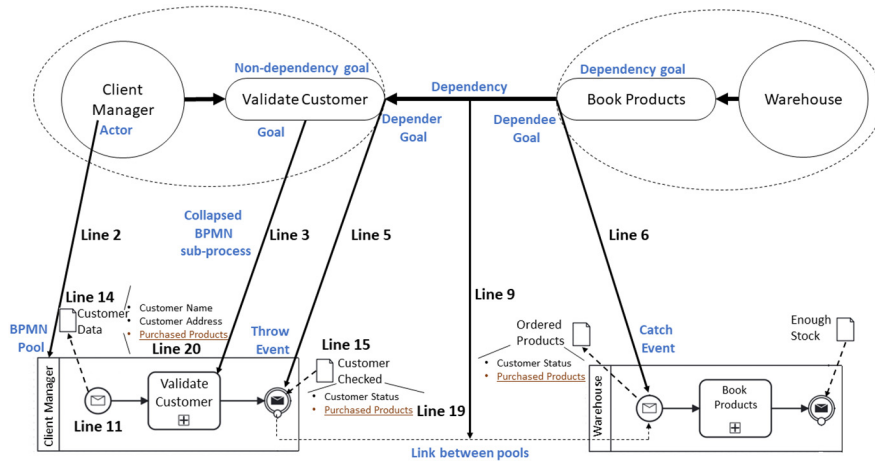 Non-dependency goal
Dependency
Dependency goal
Client
Manager
Actor
Validate Customer
Goal
Depender
Goal
Dependee
Goal
Book Products
Warehouse
Line 2
Collapsed
BPMN
sub-process
Line 3
Line 5
Line 6
Line 9
Line 14
Customer
Data
• Customer Name
• Customer Address
• Purchased Products
Line 20
BPMN
Pool
Throw
Event
Line 15
Customer
Checked
• Customer Status
• Purchased Products
Line 19
Ordered
Products
• Customer Status
• Purchased Products
Catch
Event
Enough
Stock
Client Manager
Validate
Customer
Line 11
Warehouse
Book
Products
Link between pools